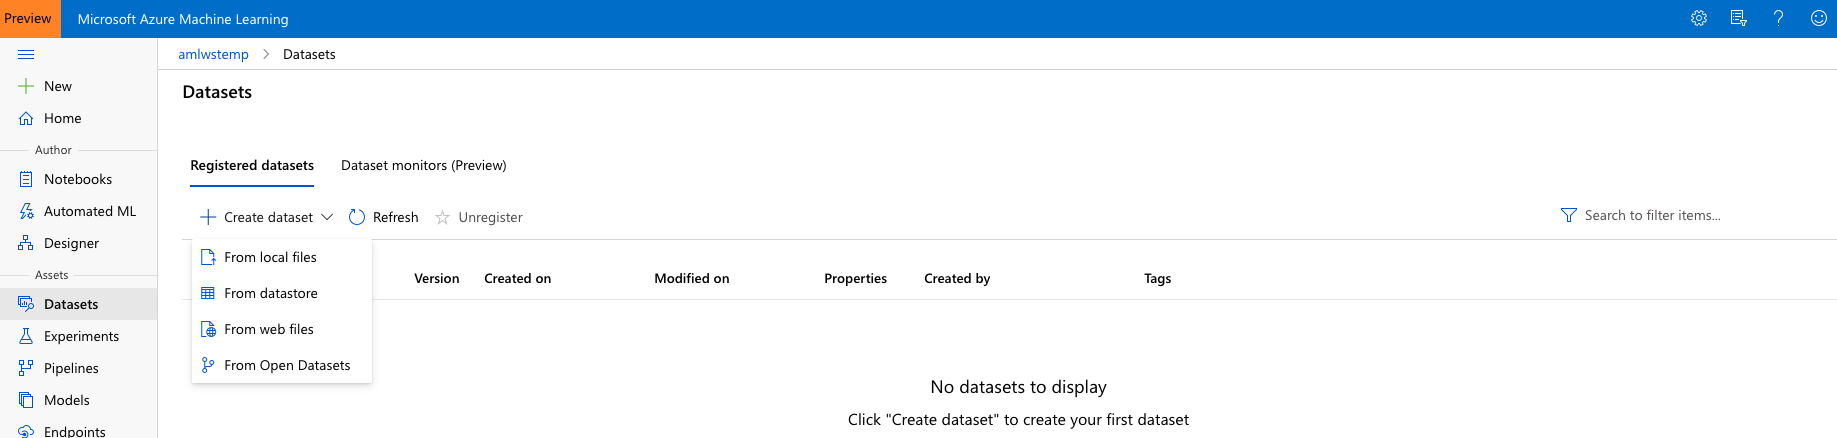 Preview
Microsoft Azure Machine Learning
amlwstemp > Datasets
New
Home
Author
Notebooks
Automated ML
Designer
Assets
Datasets
Experiments
Pipelines
Models
Endpoints
Datasets
Registered datasets
Dataset monitors (Preview)
Create dataset
Refresh
Unregister
Search to filter items...
From local files
From datastore
From web files
From Open Datasets
Version
Created on
Modified on
Properties
Created by
Tags
No datasets to display
Click "Create dataset" to create your first dataset